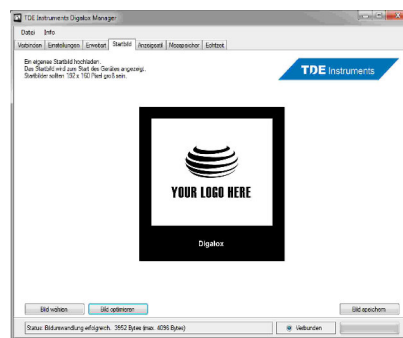 TDE Instruments Digalox Manager
Datei Info
Verbinden Einstellungen Erweitert Startbild Anzeigestil Messspeicher Echtzeit
Ein eigenes Startbild hochladen.
Das Startbild wird zum Start des Gerätes angezeigt.
Startbilder sollten 192 x 160 Pixel groß sein.
TDE Instruments
YOUR LOGO HERE
Digalox
Bild wählen Bild optimieren Bild speichern
Status: Bildumwandlung erfolgreich. 3952 Bytes (max. 4096 Bytes) Verbunden